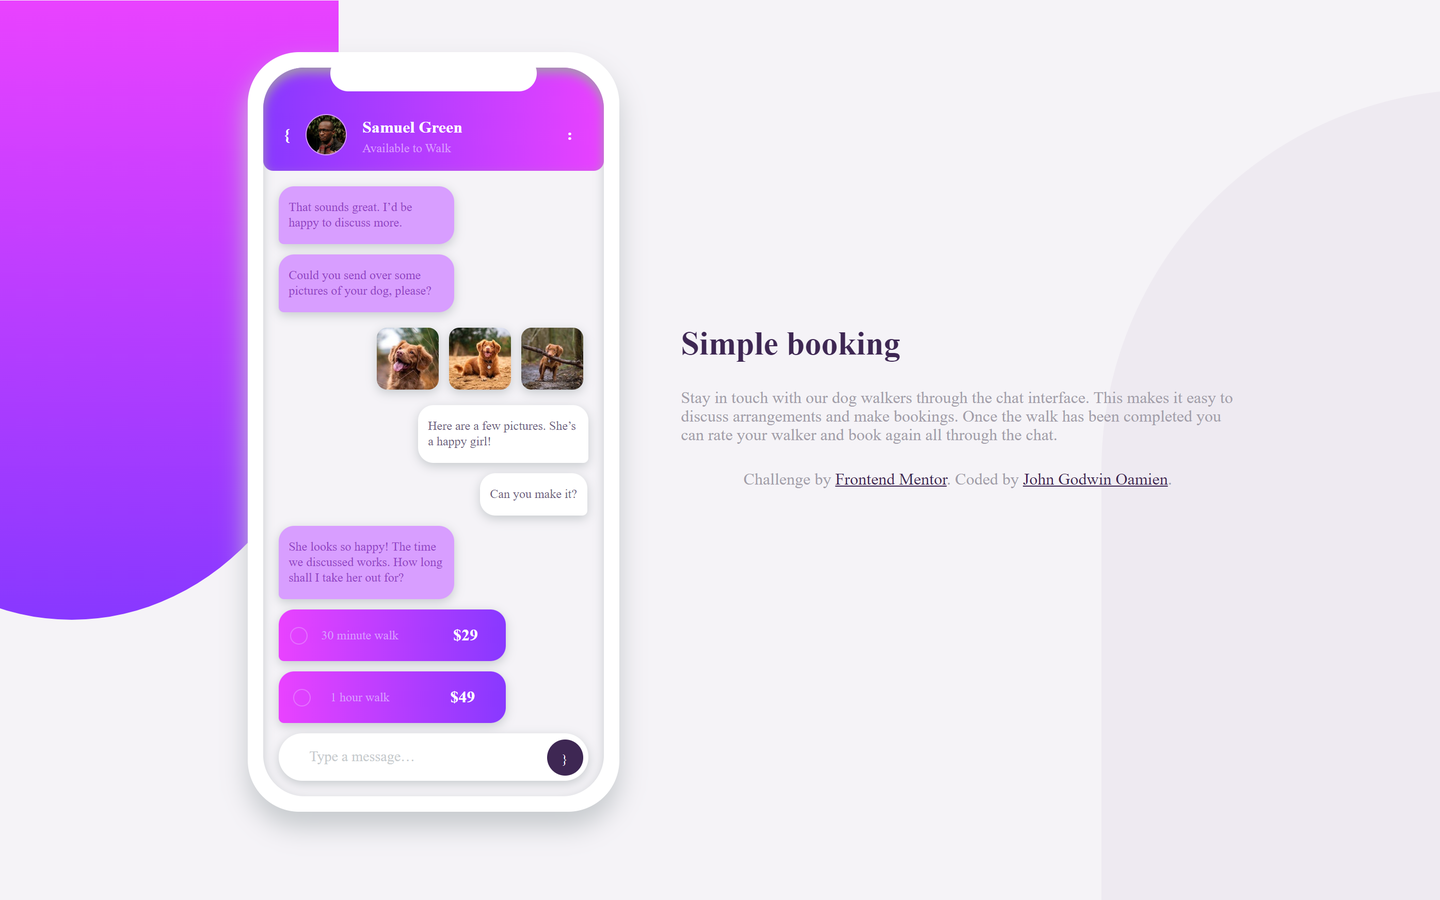 {
Samuel Green
Available to Walk
:
That sounds great. I’d be
happy to discuss more.
Could you send over some
pictures of your dog, please?
Here are a few pictures. She’s
a happy girl!
Can you make it?
She looks so happy! The time
we discussed works. How long
shall I take her out for?
30 minute walk $29
1 hour walk $49
Type a message…
}
Simple booking
Stay in touch with our dog walkers through the chat interface. This makes it easy to
discuss arrangements and make bookings. Once the walk has been completed you
can rate your walker and book again all through the chat.
Challenge by Frontend Mentor. Coded by John Godwin Oamien.